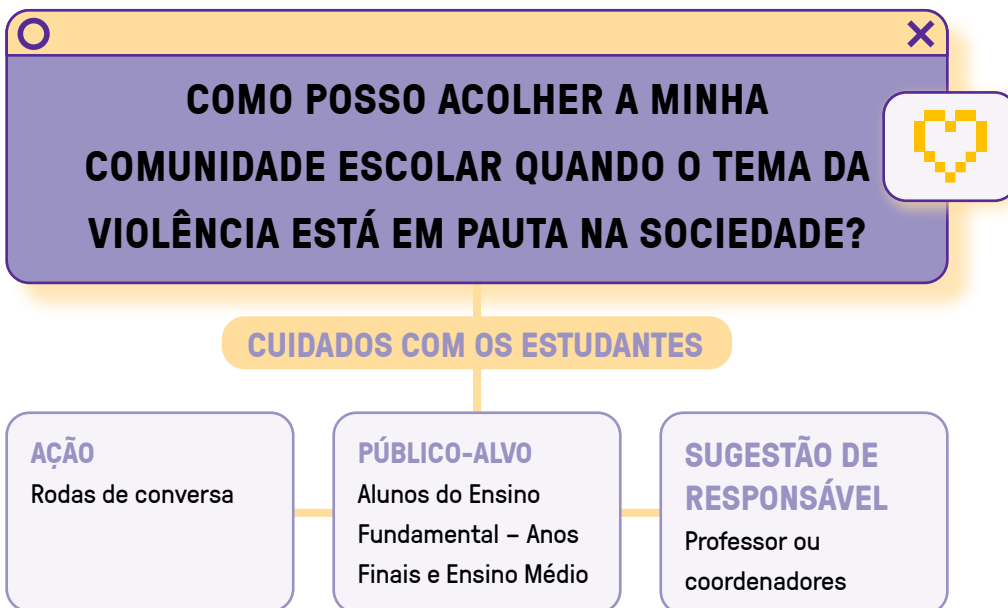 COMO POSSO ACOLHER A MINHA
COMUNIDADE ESCOLAR QUANDO O TEMA DA
VIOLÊNCIA ESTÁ EM PAUTA NA SOCIEDADE?
CUIDADOS COM OS ESTUDANTES
AÇÃO
Rodas de conversa
PÚBLICO-ALVO
Alunos do Ensino
Fundamental – Anos
Finais e Ensino Médio
SUGESTÃO DE
RESPONSÁVEL
Professor ou
coordenadores